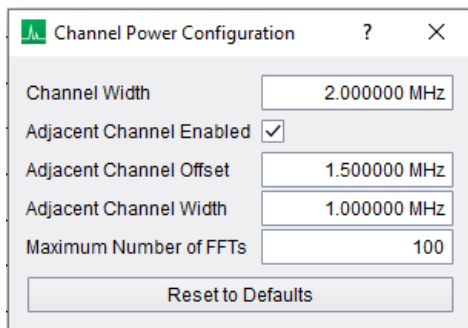 Channel Power Configuration ?
Channel Width 2.000000 MHz
Adjacent Channel Enabled
Adjacent Channel Offset 1.500000 MHz
Adjacent Channel Width 1.000000 MHz
Maximum Number of FFTs 100
Reset to Defaults